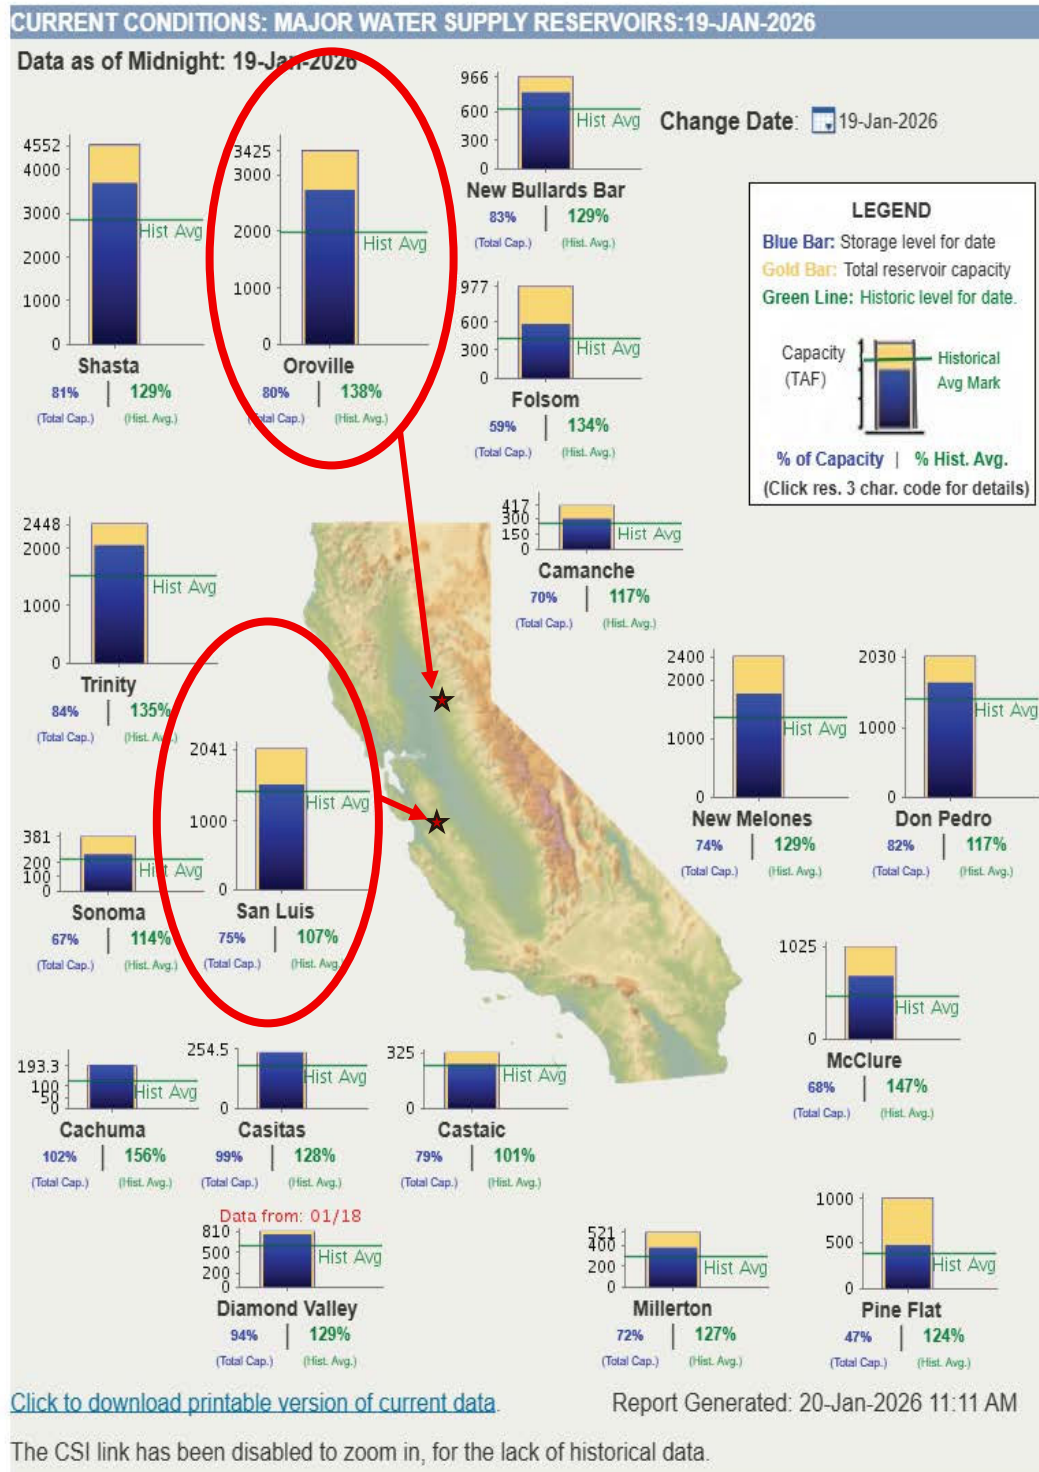 CURRENT CONDITIONS: MAJOR WATER SUPPLY RESERVOIRS:19-JAN-2026
Data as of Midnight: 19-Jan-2026
Change Date: 19-Jan-2026
4552
4000
3000
2000
1000
0
Hist Avg
Shasta
81% | 129%
(Total Cap.) (Hist. Avg.)
3425
3000
2000
1000
0
Hist Avg
Oroville
80% | 138%
(Total Cap.) (Hist. Avg.)
966
600
300
0
Hist Avg
New Bullards Bar
83% | 129%
(Total Cap.) (Hist. Avg.)
977
600
300
0
Hist Avg
Folsom
59% | 134%
(Total Cap.) (Hist. Avg.)
LEGEND
Blue Bar: Storage level for date
Gold Bar: Total reservoir capacity
Green Line: Historic level for date.
Capacity
(TAF)
Historical
Avg Mark
% of Capacity | % Hist. Avg.
(Click res. 3 char. code for details)
2448
2000
1000
0
Hist Avg
Trinity
84% | 135%
(Total Cap.) (Hist. Avg.)
417
300
150
0
Hist Avg
Camanche
70% | 117%
(Total Cap.) (Hist. Avg.)
2400
2000
1000
0
Hist Avg
New Melones
74% | 129%
(Total Cap.) (Hist. Avg.)
2030
1000
0
Hist Avg
Don Pedro
82% | 117%
(Total Cap.) (Hist. Avg.)
381
200
100
0
Hist Avg
Sonoma
67% | 114%
(Total Cap.) (Hist. Avg.)
2041
1000
0
Hist Avg
San Luis
75% | 107%
(Total Cap.) (Hist. Avg.)
1025
0
Hist Avg
McClure
68% | 147%
(Total Cap.) (Hist. Avg.)
193.3
100
50
0
Hist Avg
Cachuma
102% | 156%
(Total Cap.) (Hist. Avg.)
254.5
0
Hist Avg
Casitas
99% | 128%
(Total Cap.) (Hist. Avg.)
325
0
Hist Avg
Castaic
79% | 101%
(Total Cap.) (Hist. Avg.)
Data from: 01/18
810
500
200
0
Hist Avg
Diamond Valley
94% | 129%
(Total Cap.) (Hist. Avg.)
521
400
200
0
Hist Avg
Millerton
72% | 127%
(Total Cap.) (Hist. Avg.)
1000
500
0
Hist Avg
Pine Flat
47% | 124%
(Total Cap.) (Hist. Avg.)
Click to download printable version of current data.
Report Generated: 20-Jan-2026 11:11 AM
The CSI link has been disabled to zoom in, for the lack of historical data.